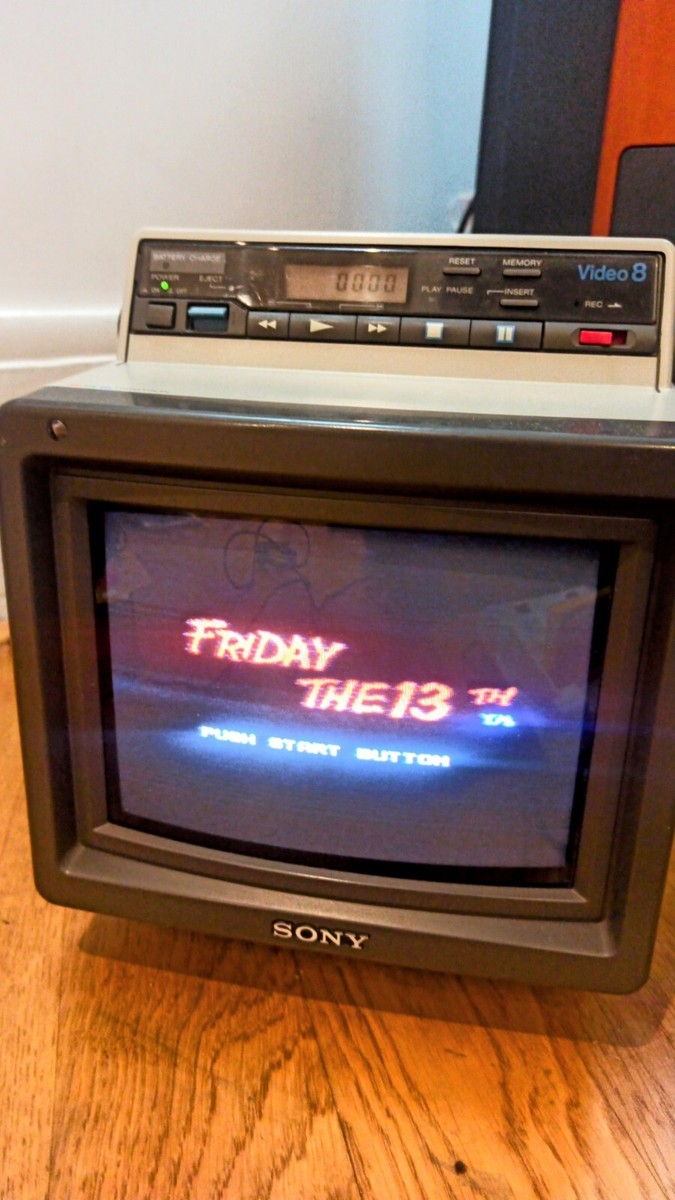 BATTERY CHARGE
POWER EJECT
OFF
0000
RESET MEMORY
PLAY PAUSE INSERT
Video 8
REC
FRIDAY
THE 13 TH
TM
PUSH START BUTTON
SONY